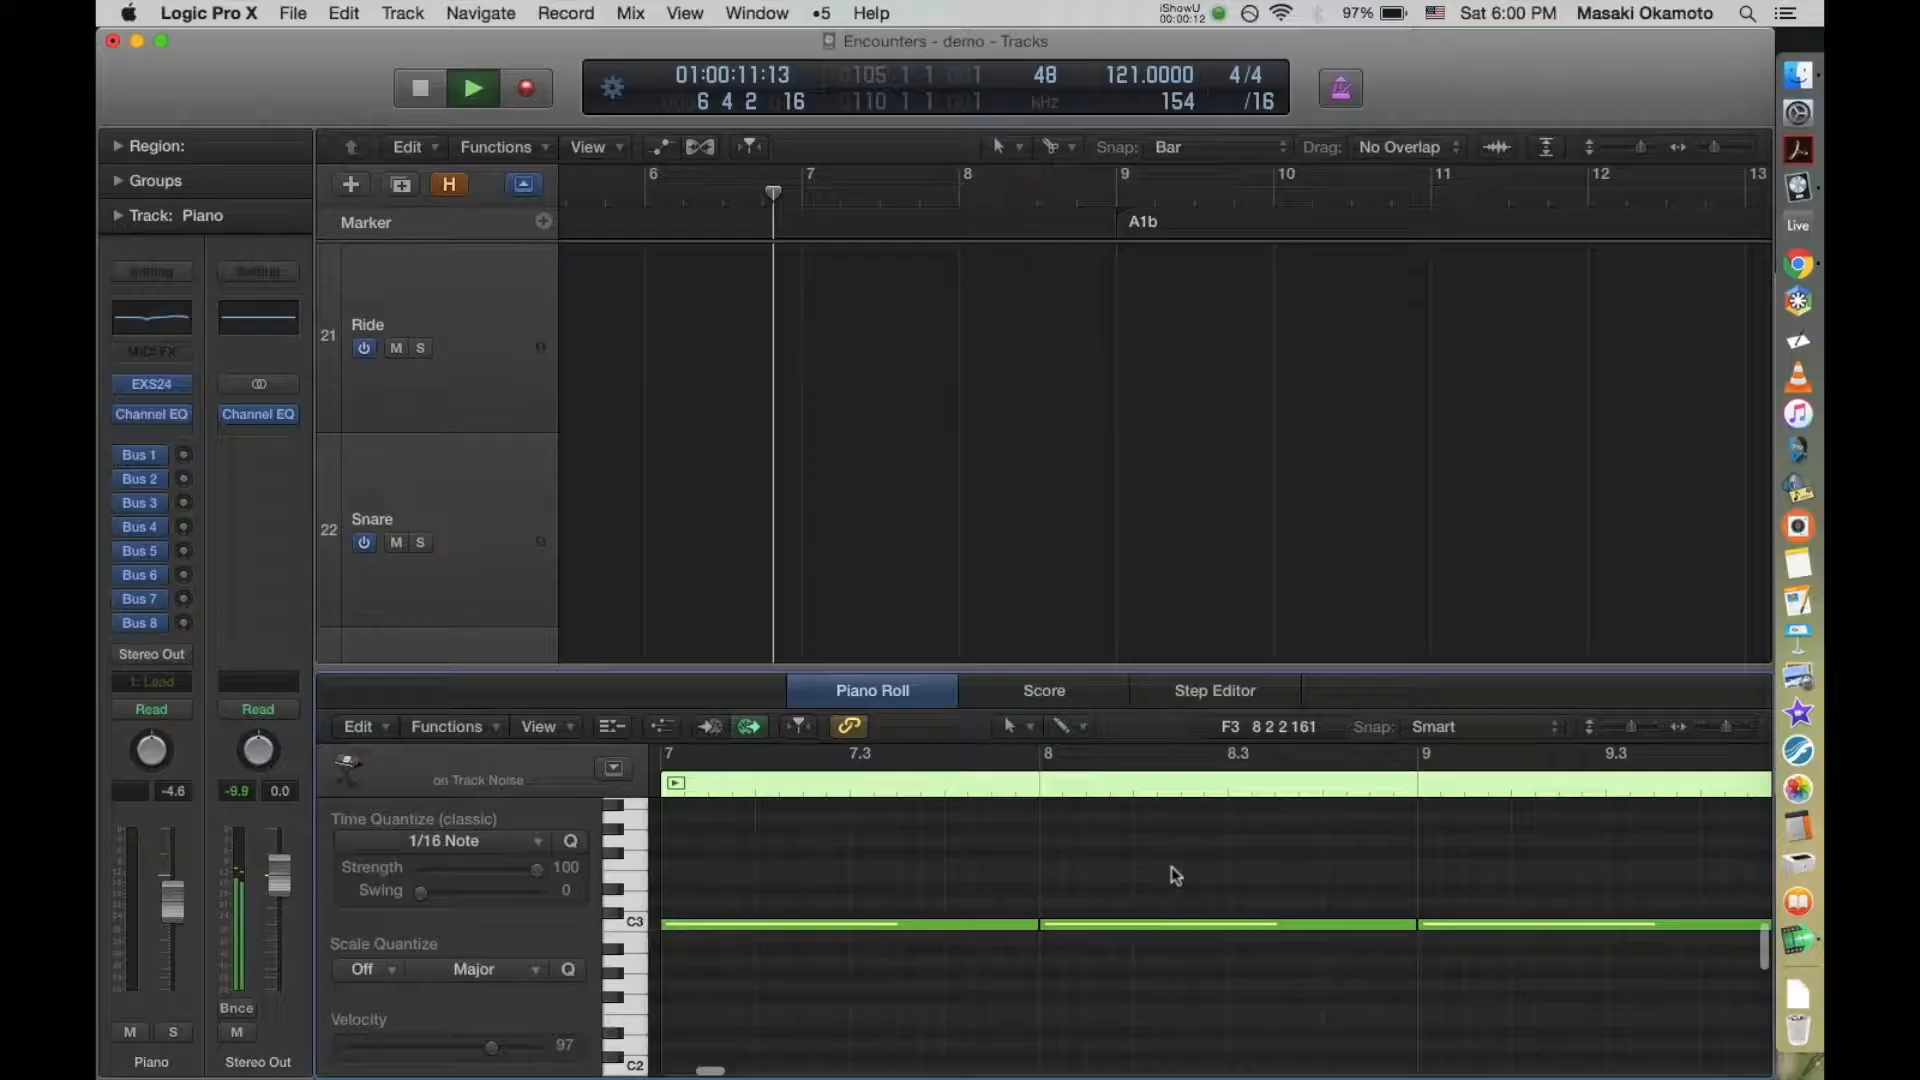 Logic Pro X File Edit Track Navigate Record Mix View Window •5 Help iShowU 00:00:12 97% Sat 6:00 PM Masaki Okamoto
Encounters - demo - Tracks
01:00:11:13 0105 1 1 001 48 121.0000 4/4
6 4 2 16 0110 1 1 001 kHz 154 /16
Region: Edit Functions View Snap: Bar Drag: No Overlap
Groups H 6 7 8 9 10 11 12 13
Track: Piano Marker A1b
Live
Setting Setting
21 Ride
M S
MIDI FX
EXS24
Channel EQ Channel EQ
Bus 1
Bus 2
Bus 3
Bus 4
Bus 5
Bus 6
Bus 7
Bus 8
22 Snare
M S
Stereo Out
1: Lead
Read Read
-4.6 -9.9 0.0
Bnce
M S M
Piano Stereo Out
Piano Roll Score Step Editor
Edit Functions View F3 8 2 2 161 Snap: Smart
7 7.3 8 8.3 9 9.3
on Track Noise
Time Quantize (classic)
1/16 Note Q
Strength 100
Swing 0
C3
Scale Quantize
Off Major Q
Velocity
97
C2